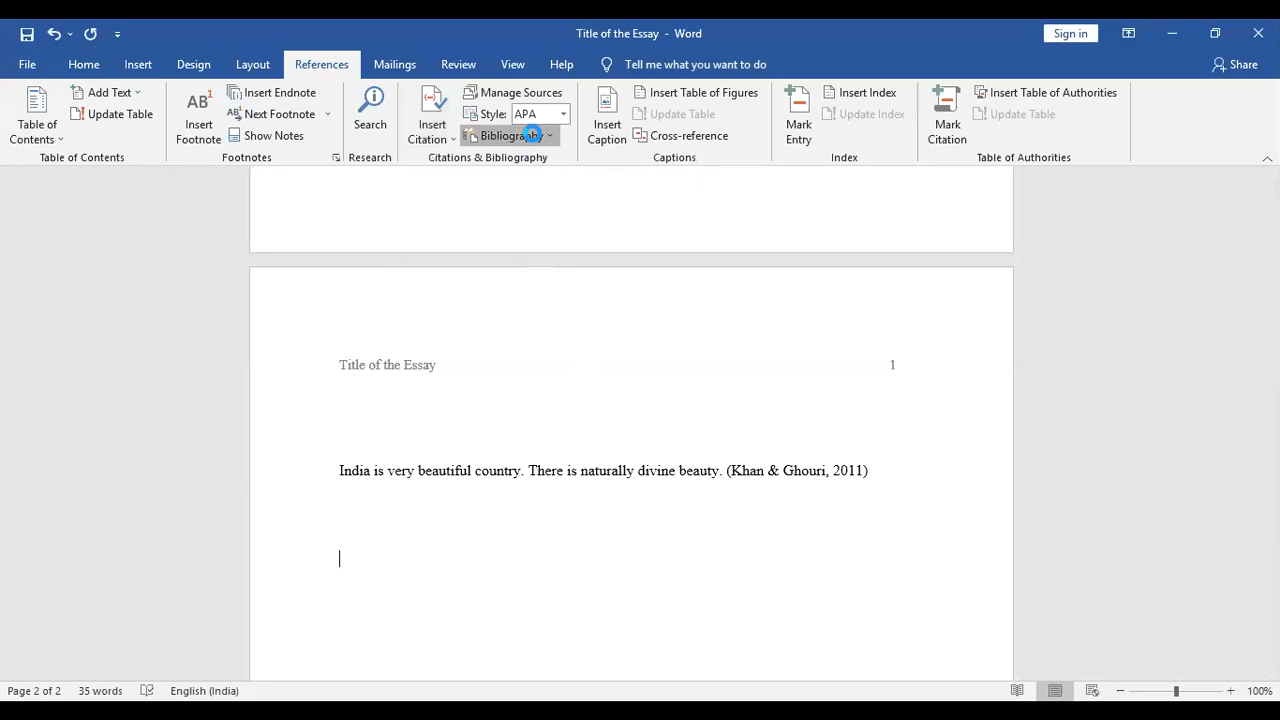 Title of the Essay - Word
Sign in
File Home Insert Design Layout References Mailings Review View Help Tell me what you want to do Share
Table of Contents
Add Text
Update Table
Table of Contents
AB1
Insert Footnote
Insert Endnote
Next Footnote
Show Notes
Footnotes
Search
Research
Insert Citation
Manage Sources
Style: APA
Bibliography
Citations & Bibliography
Insert Caption
Insert Table of Figures
Update Table
Cross-reference
Captions
Mark Entry
Insert Index
Update Index
Index
Mark Citation
Insert Table of Authorities
Update Table
Table of Authorities
Title of the Essay 1
India is very beautiful country. There is naturally divine beauty. (Khan & Ghouri, 2011)
Page 2 of 2 35 words English (India) 100%